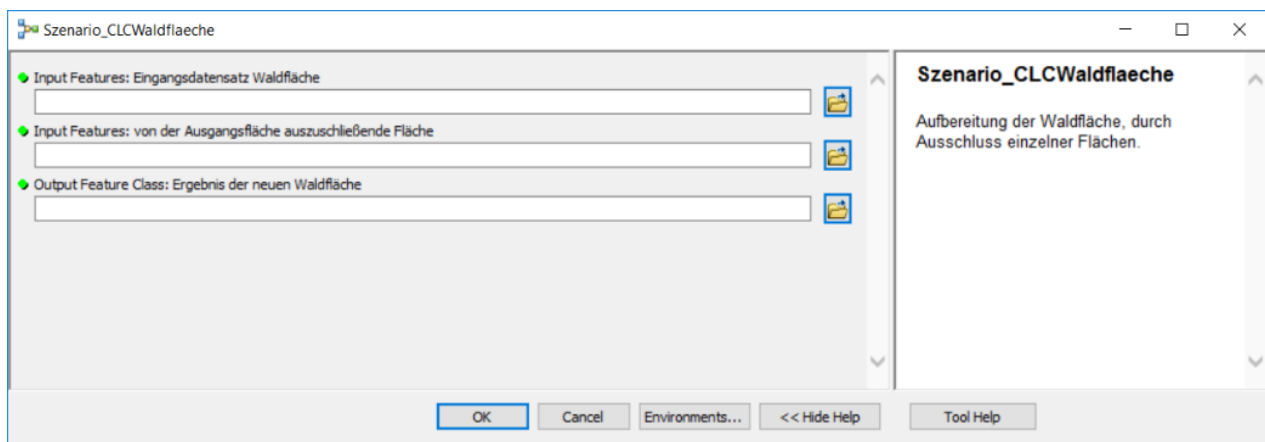 Szenario_CLCWaldflaeche
Input Features: Eingangsdatensatz Waldfläche
Input Features: von der Ausgangsfläche auszuschließende Fläche
Output Feature Class: Ergebnis der neuen Waldfläche
Szenario_CLCWaldflaeche
Aufbereitung der Waldfläche, durch
Ausschluss einzelner Flächen.
OK Cancel Environments... << Hide Help Tool Help